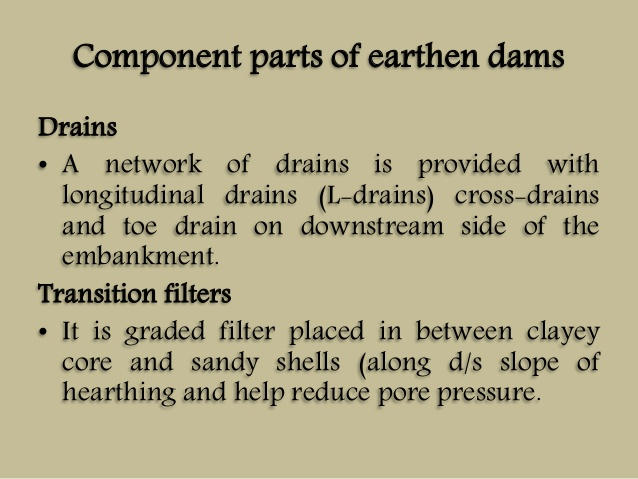 Component parts of earthen dams
Drains
• A network of drains is provided with
longitudinal drains (L-drains) cross-drains
and toe drain on downstream side of the
embankment.
Transition filters
• It is graded filter placed in between clayey
core and sandy shells (along d/s slope of
hearthing and help reduce pore pressure.